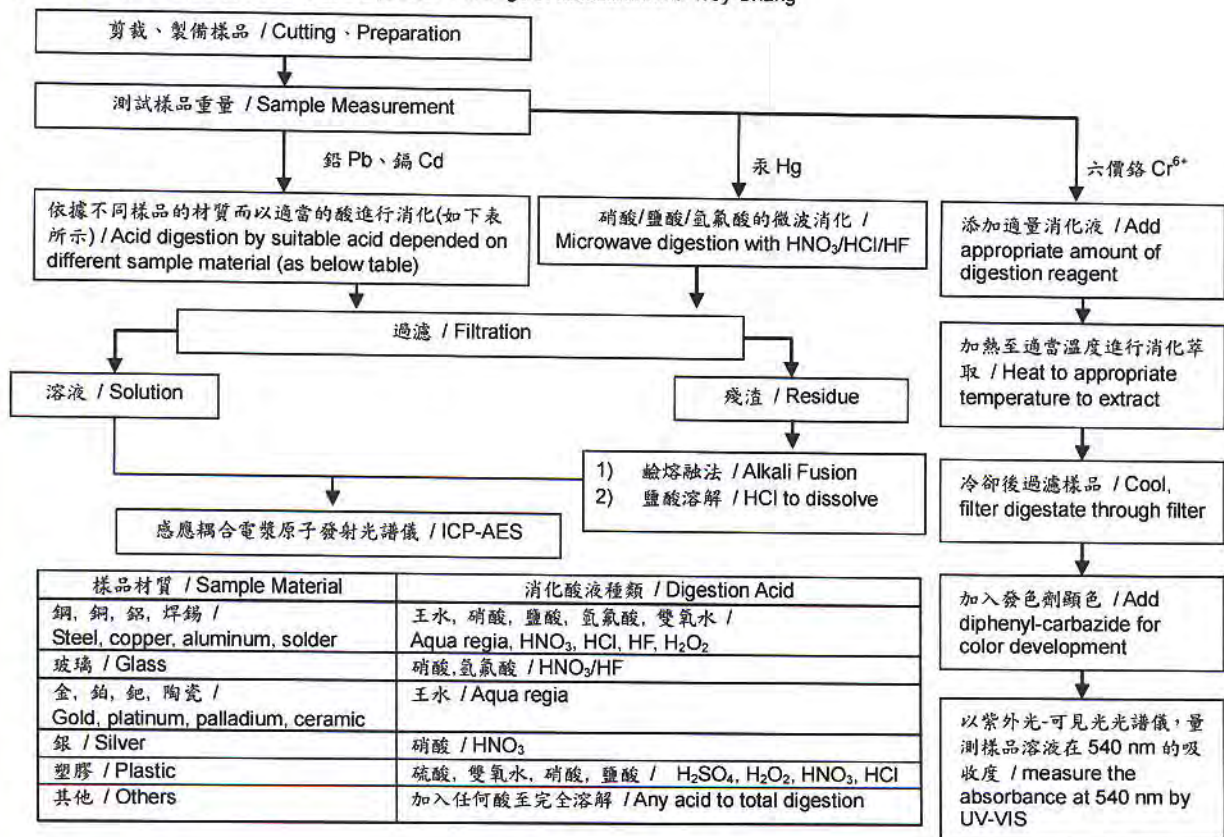 剪裁、製備樣品 / Cutting、Preparation
測試樣品重量 / Sample Measurement
鉛 Pb、鎘 Cd
汞 Hg
六價鉻 Cr⁶⁺
依據不同樣品的材質而以適當的酸進行消化(如下表
所示) / Acid digestion by suitable acid depended on
different sample material (as below table)
硝酸/鹽酸/氫氟酸的微波消化 /
Microwave digestion with HNO₃/HCl/HF
添加適量消化液 / Add
appropriate amount of
digestion reagent
過濾 / Filtration
加熱至適當溫度進行消化萃
取 / Heat to appropriate
temperature to extract
溶液 / Solution
殘渣 / Residue
1) 鹼熔融法 / Alkali Fusion
2) 鹽酸溶解 / HCl to dissolve
冷卻後過濾樣品 / Cool,
filter digestate through filter
感應耦合電漿原子發射光譜儀 / ICP-AES
加入發色劑顯色 / Add
diphenyl-carbazide for
color development
以紫外光-可見光光譜儀,量
測樣品溶液在 540 nm 的吸
收度 / measure the
absorbance at 540 nm by
UV-VIS
樣品材質 / Sample Material
消化酸液種類 / Digestion Acid
鋼, 銅, 鋁, 焊錫 /
Steel, copper, aluminum, solder
王水, 硝酸, 鹽酸, 氫氟酸, 雙氧水 /
Aqua regia, HNO₃, HCl, HF, H₂O₂
玻璃 / Glass
硝酸,氫氟酸 / HNO₃/HF
金, 鉑, 鈀, 陶瓷 /
Gold, platinum, palladium, ceramic
王水 / Aqua regia
銀 / Silver
硝酸 / HNO₃
塑膠 / Plastic
硫酸, 雙氧水, 硝酸, 鹽酸 / H₂SO₄, H₂O₂, HNO₃, HCl
其他 / Others
加入任何酸至完全溶解 / Any acid to total digestion